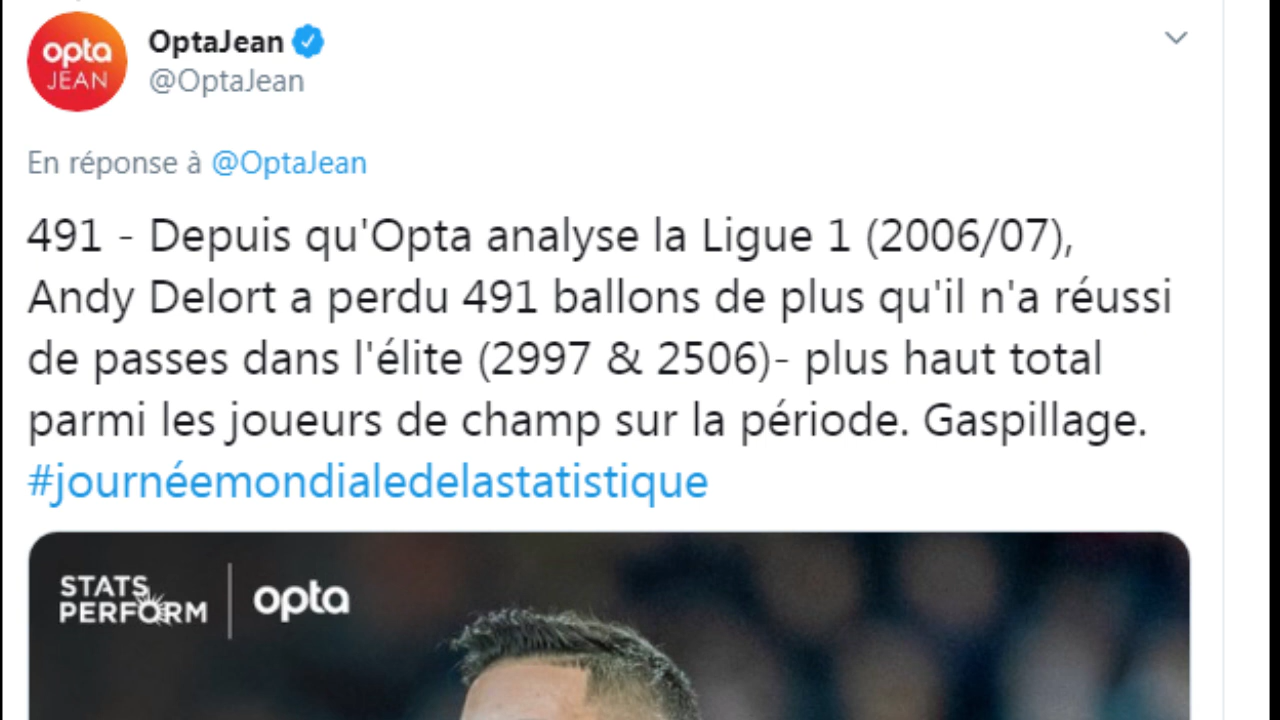 opta
JEAN
OptaJean
@OptaJean
En réponse à @OptaJean
491 - Depuis qu'Opta analyse la Ligue 1 (2006/07),
Andy Delort a perdu 491 ballons de plus qu'il n'a réussi
de passes dans l'élite (2997 & 2506)- plus haut total
parmi les joueurs de champ sur la période. Gaspillage.
#journéemondialedelastatistique
STATS
PERFORM
opta